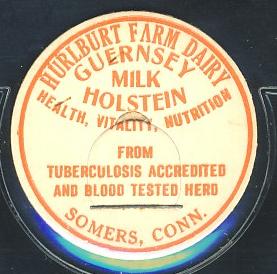 HURLBURT FARM DAIRY
GUERNSEY
MILK
HOLSTEIN
HEALTH, VITALITY, NUTRITION
FROM
TUBERCULOSIS ACCREDITED
AND BLOOD TESTED HERD
SOMERS, CONN.